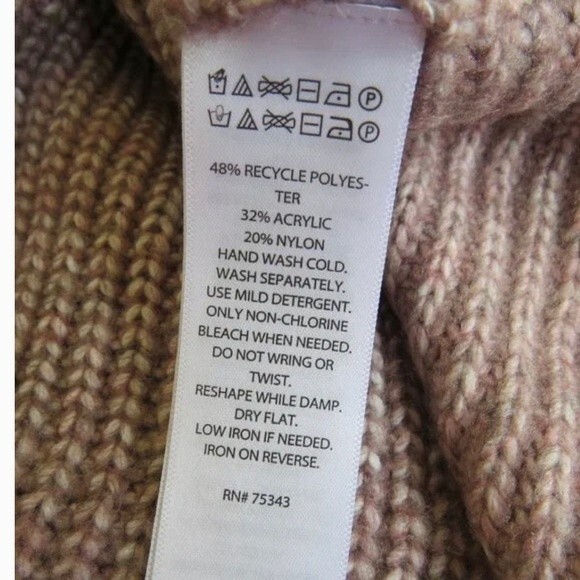 P
P
48% RECYCLE POLYES-
TER
32% ACRYLIC
20% NYLON
HAND WASH COLD.
WASH SEPARATELY.
USE MILD DETERGENT.
ONLY NON-CHLORINE
BLEACH WHEN NEEDED.
DO NOT WRING OR
TWIST.
RESHAPE WHILE DAMP.
DRY FLAT.
LOW IRON IF NEEDED.
IRON ON REVERSE.
RN# 75343